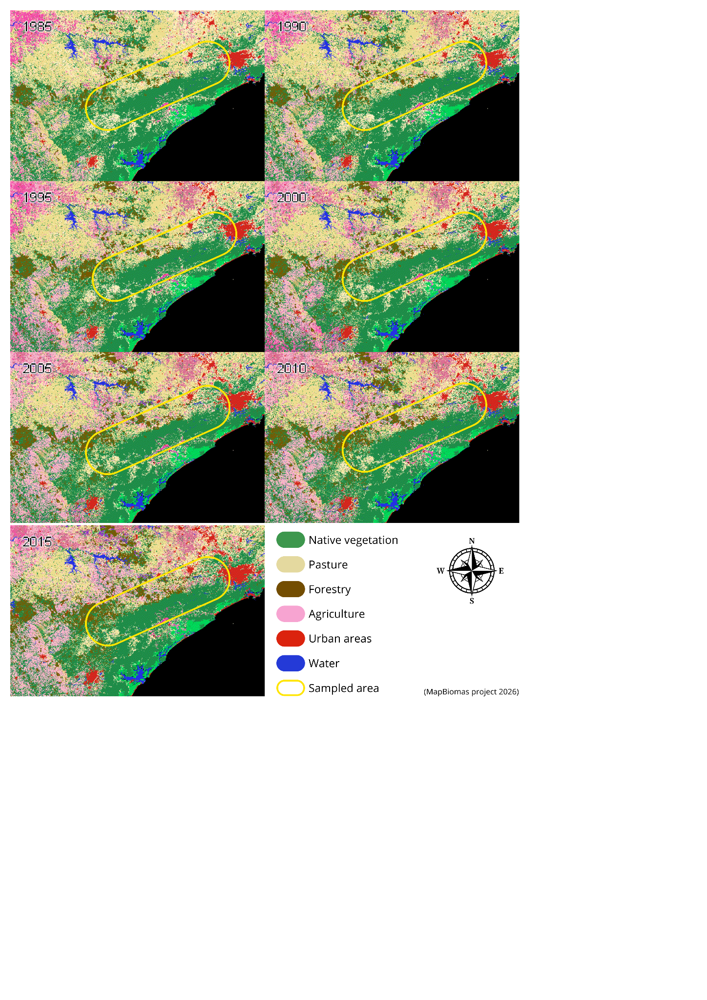 1985
1990
1995
2000
2005
2010
2015
Native vegetation
Pasture
Forestry
Agriculture
Urban areas
Water
Sampled area
N
W
E
S
(MapBiomas project 2026)